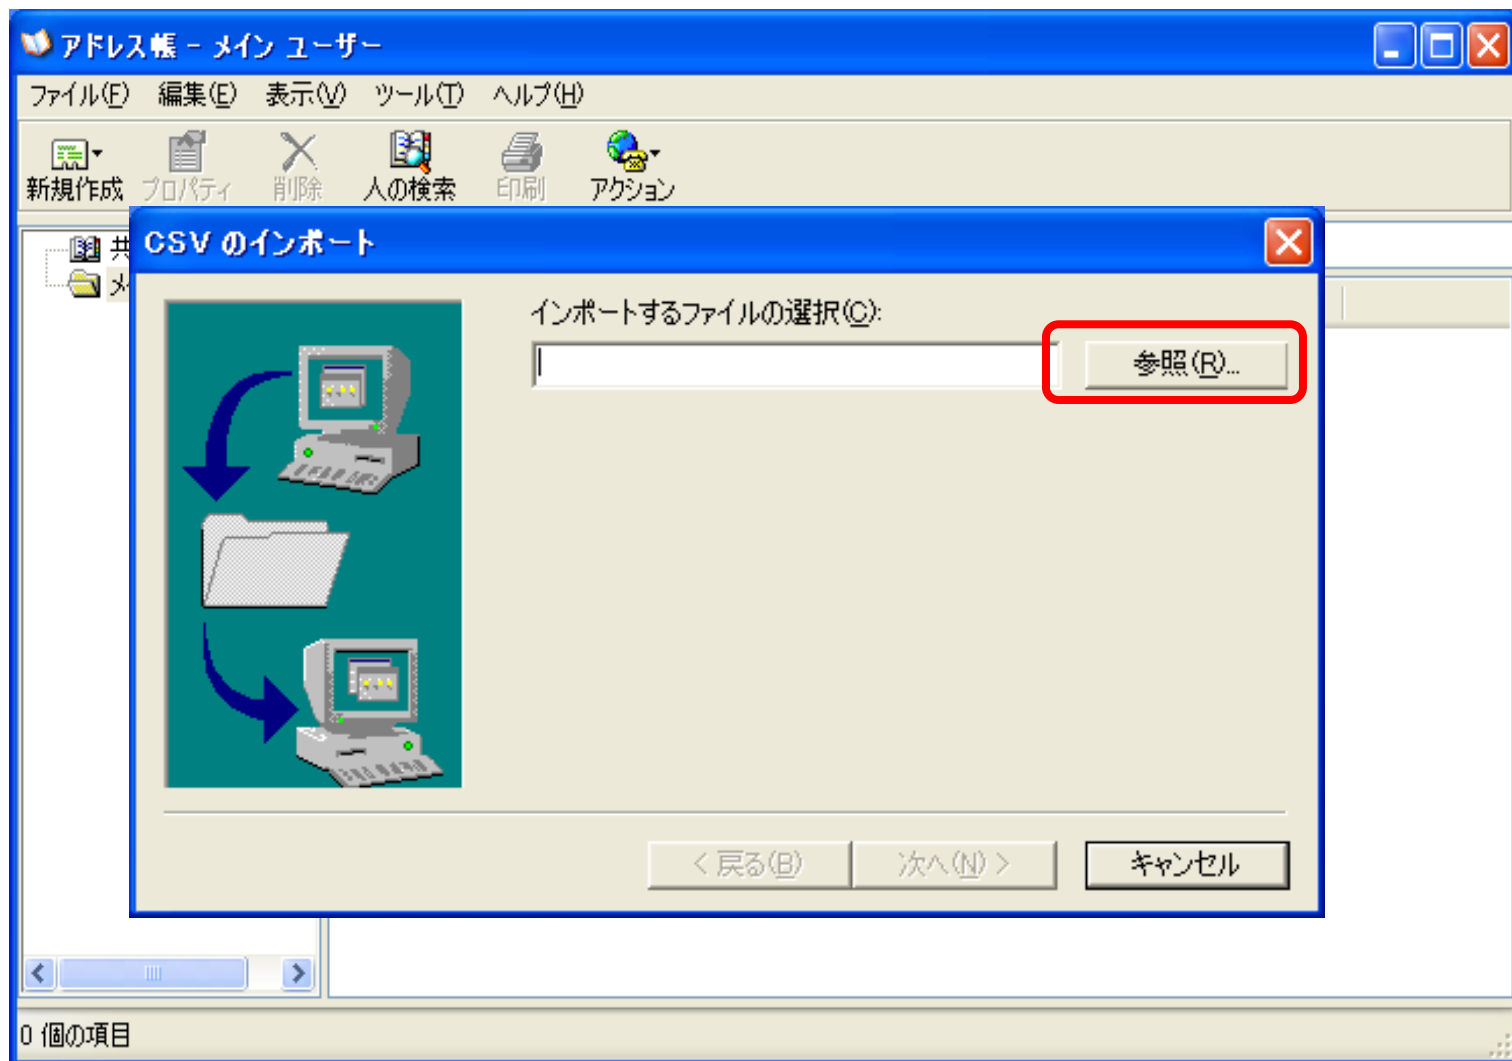 アドレス帳 - メイン ユーザー
ファイル(F) 編集(E) 表示(V) ツール(T) ヘルプ(H)
新規作成 プロパティ 削除 人の検索 印刷 アクション
共
メ
CSV のインポート
インポートするファイルの選択(C):
参照(R)...
< 戻る(B) 次へ(N) > キャンセル
0 個の項目